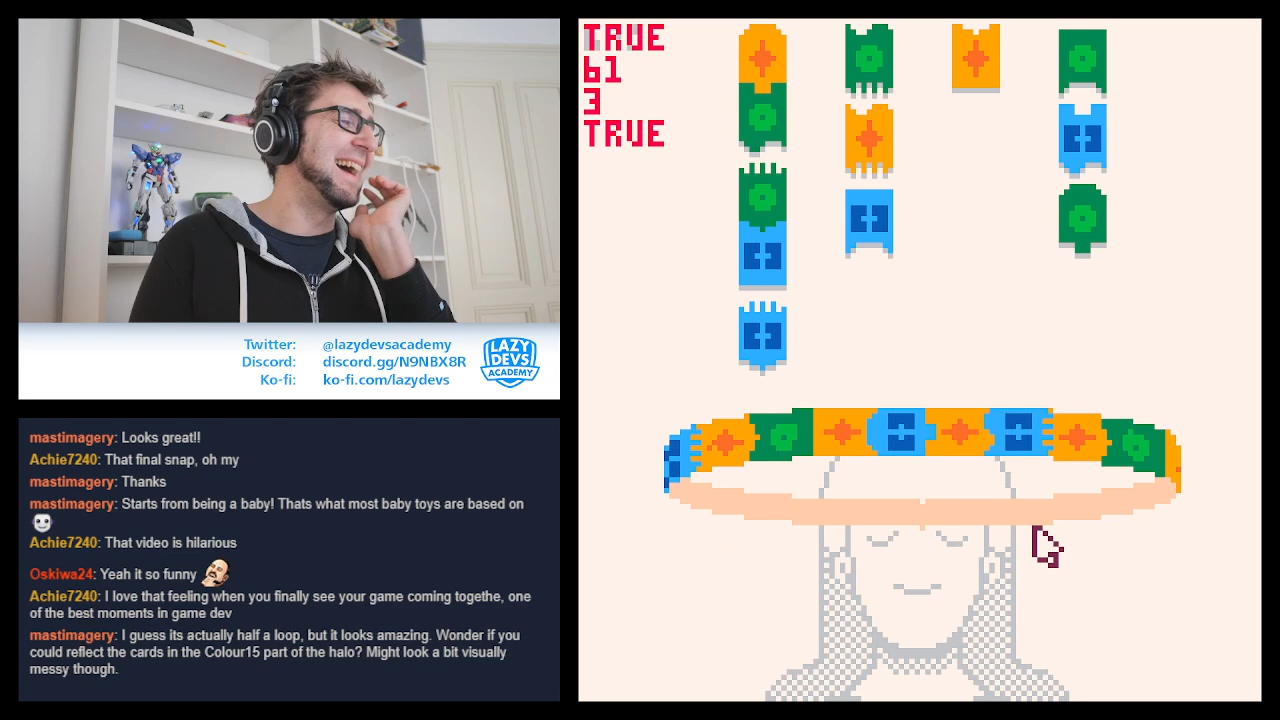 Twitter: @lazydevsacademy
Discord: discord.gg/N9NBX8R
Ko-fi: ko-fi.com/lazydevs
LAZY
DEVS
ACADEMY
mastimagery: Looks great!!
Achie7240: That final snap, oh my
mastimagery: Thanks
mastimagery: Starts from being a baby! Thats what most baby toys are based on
Achie7240: That video is hilarious
Oskiwa24: Yeah it so funny
Achie7240: I love that feeling when you finally see your game coming togethe, one
of the best moments in game dev
mastimagery: I guess its actually half a loop, but it looks amazing. Wonder if you
could reflect the cards in the Colour15 part of the halo? Might look a bit visually
messy though.
TRUE
61
3
TRUE